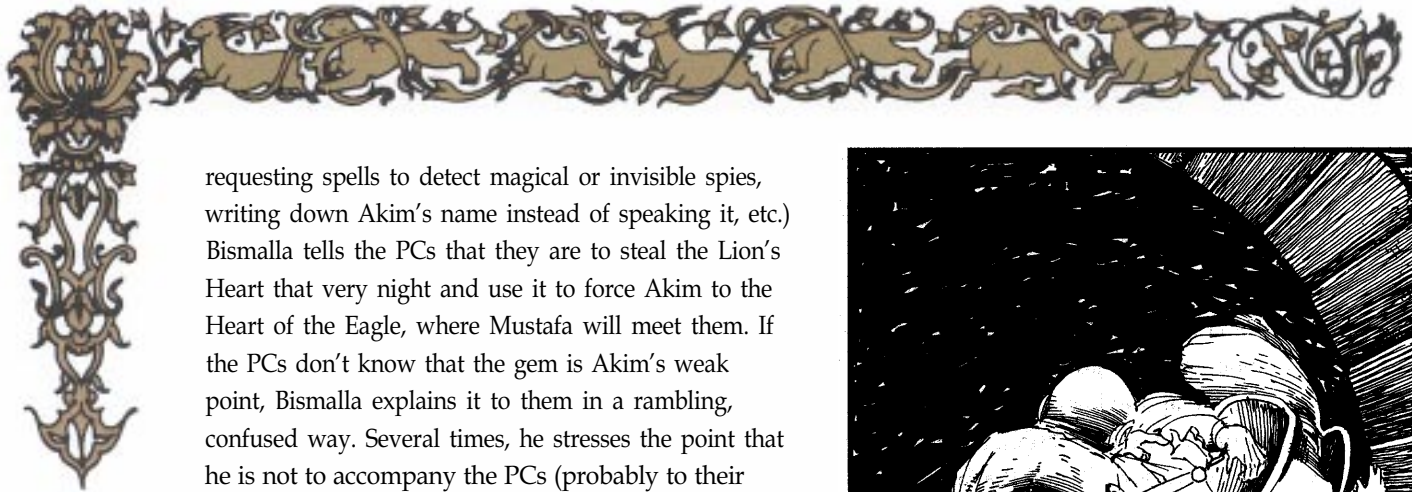 requesting spells to detect magical or invisible spies,
writing down Akim’s name instead of speaking it, etc.)
Bismalla tells the PCs that they are to steal the Lion’s
Heart that very night and use it to force Akim to the
Heart of the Eagle, where Mustafa will meet them. If
the PCs don’t know that the gem is Akim’s weak
point, Bismalla explains it to them in a rambling,
confused way. Several times, he stresses the point that
he is not to accompany the PCs (probably to their